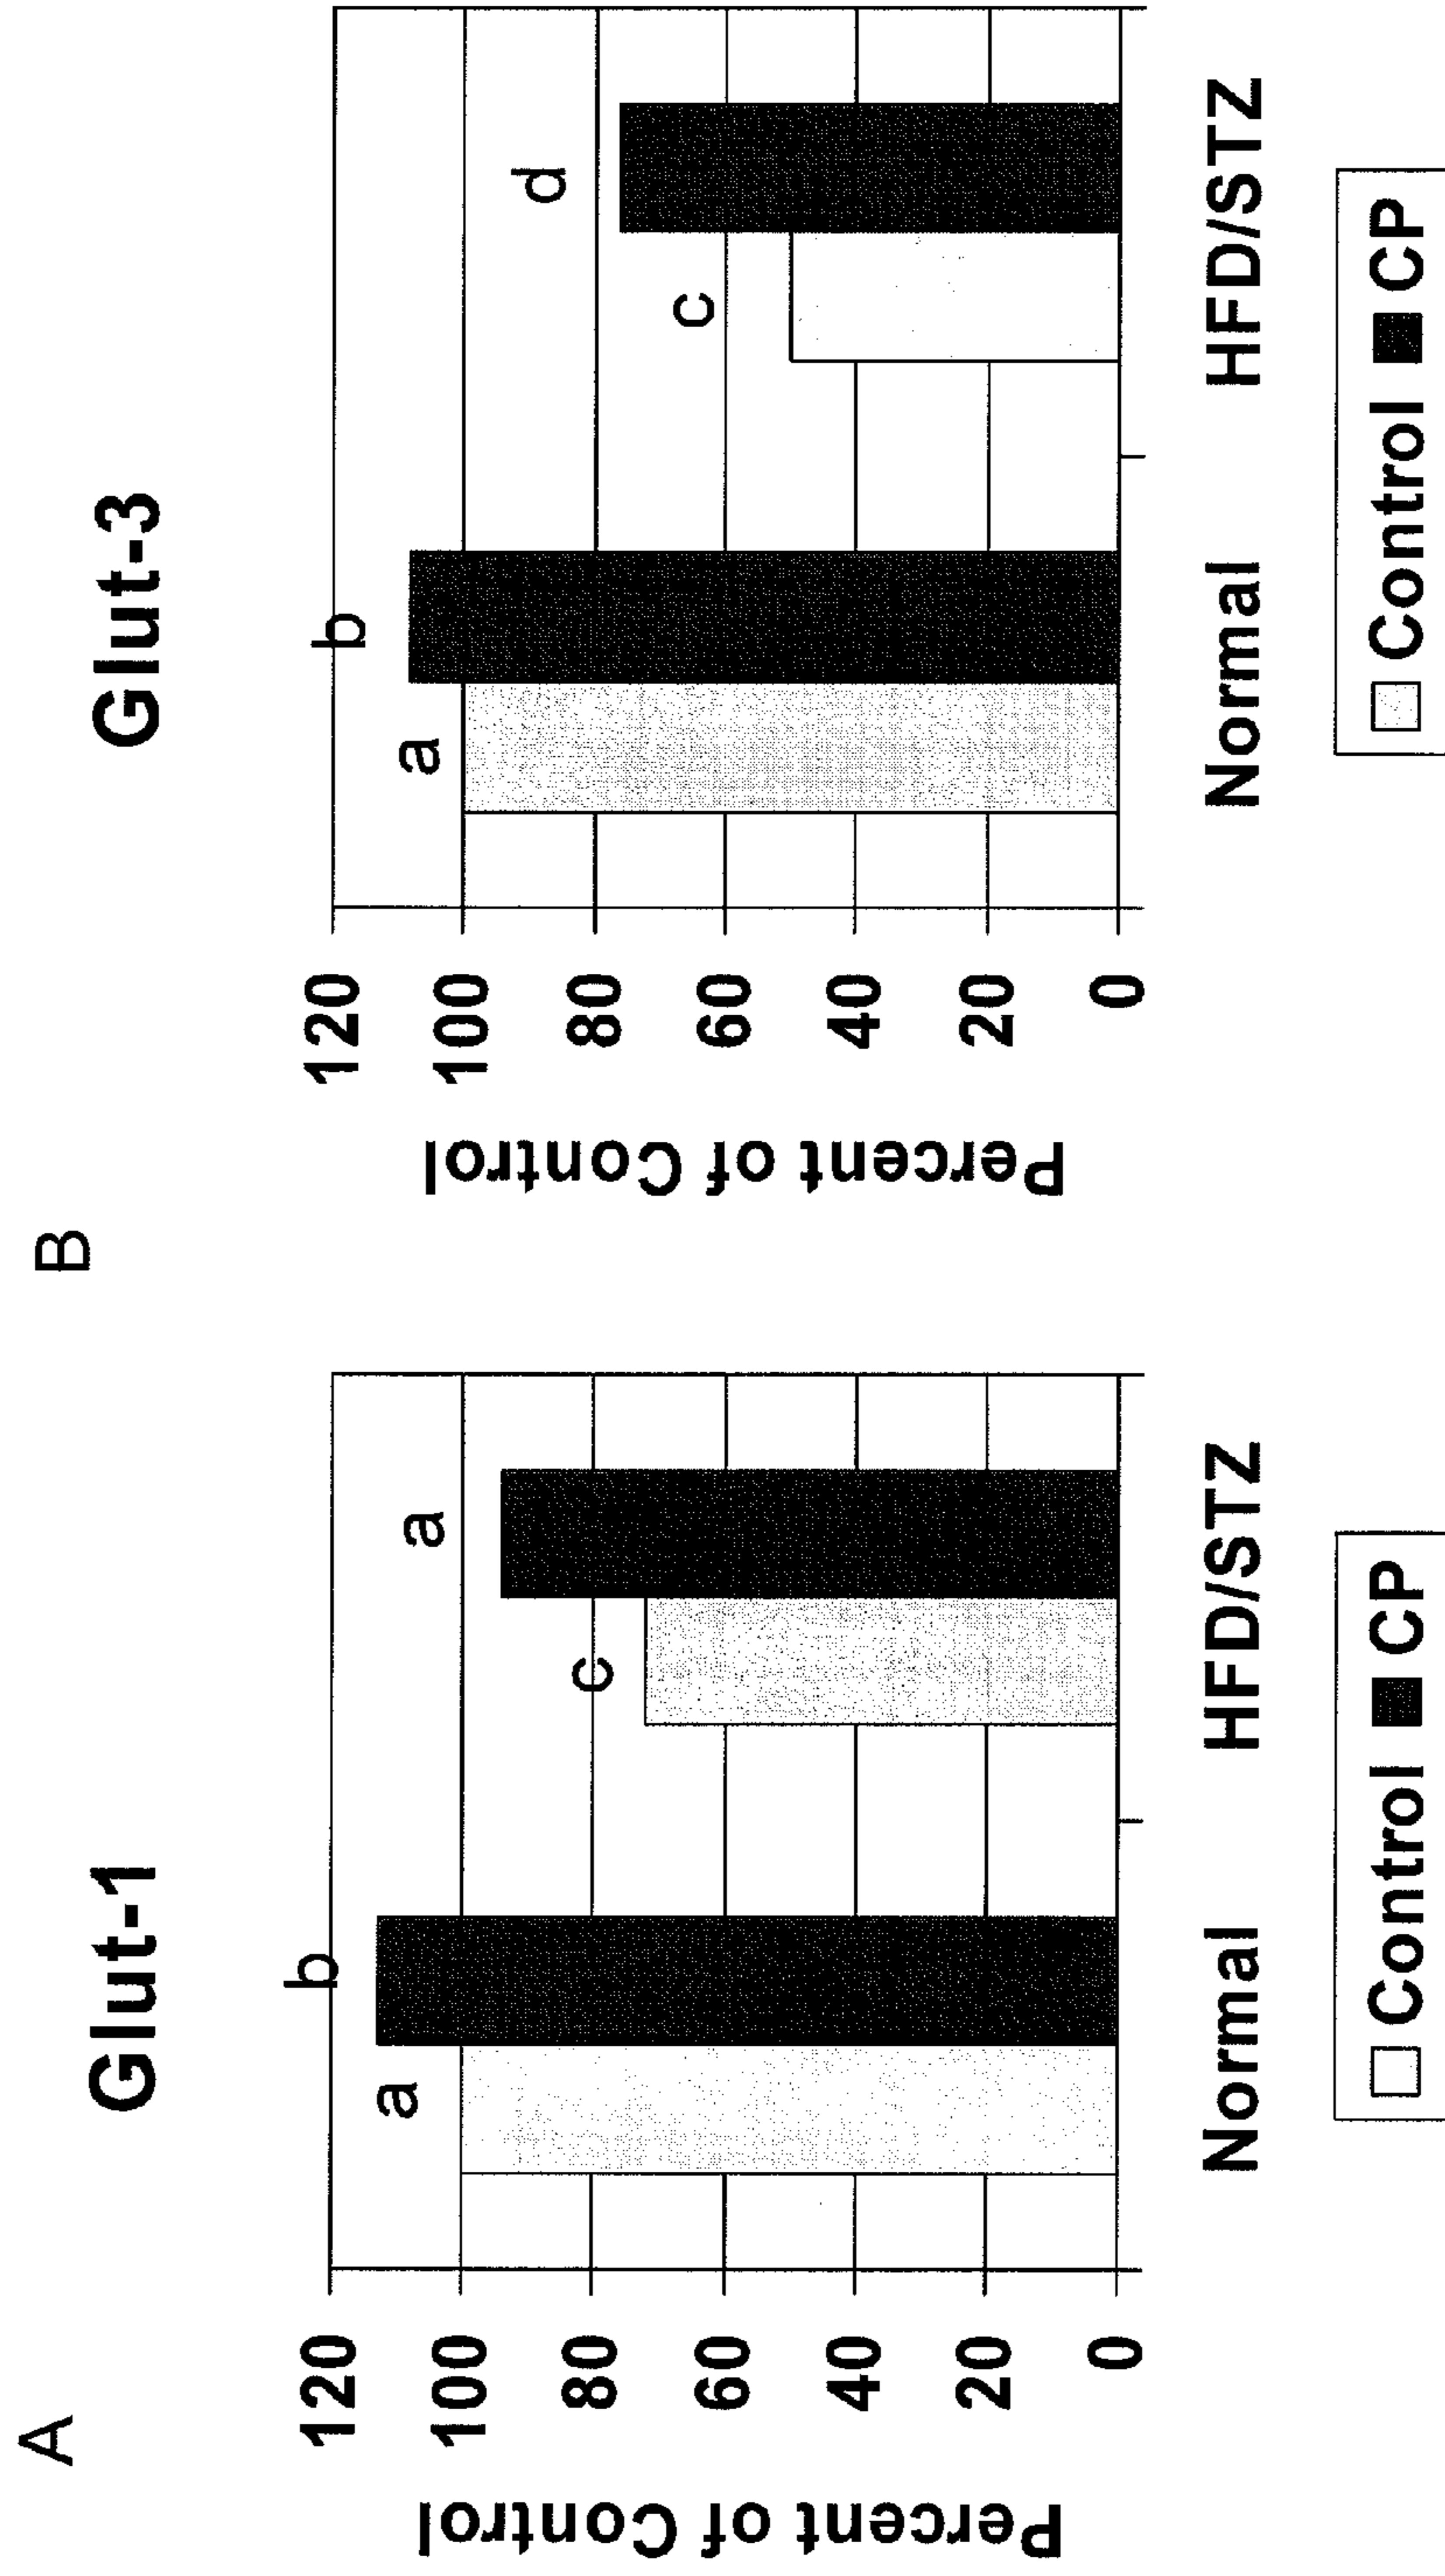 A
Glut-1
Percent of Control
120
100
80
60
40
20
0
a
b
c
a
Normal
HFD/STZ
Control
CP
B
Glut-3
Percent of Control
120
100
80
60
40
20
0
a
b
c
d
Normal
HFD/STZ
Control
CP